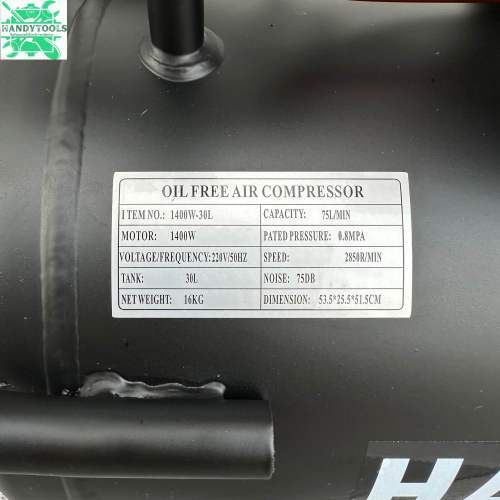 HANDYTOOLS
OIL FREE AIR COMPRESSOR
ITEM NO.: 1400W-30L
CAPACITY: 75L/MIN
MOTOR: 1400W
PATED PRESSURE: 0.8MPA
VOLTAGE/FREQUENCY:220V/50HZ
SPEED: 2850R/MIN
TANK: 30L
NOISE: 75DB
NET WEIGHT: 16KG
DIMENSION: 53.5*25.5*51.5CM